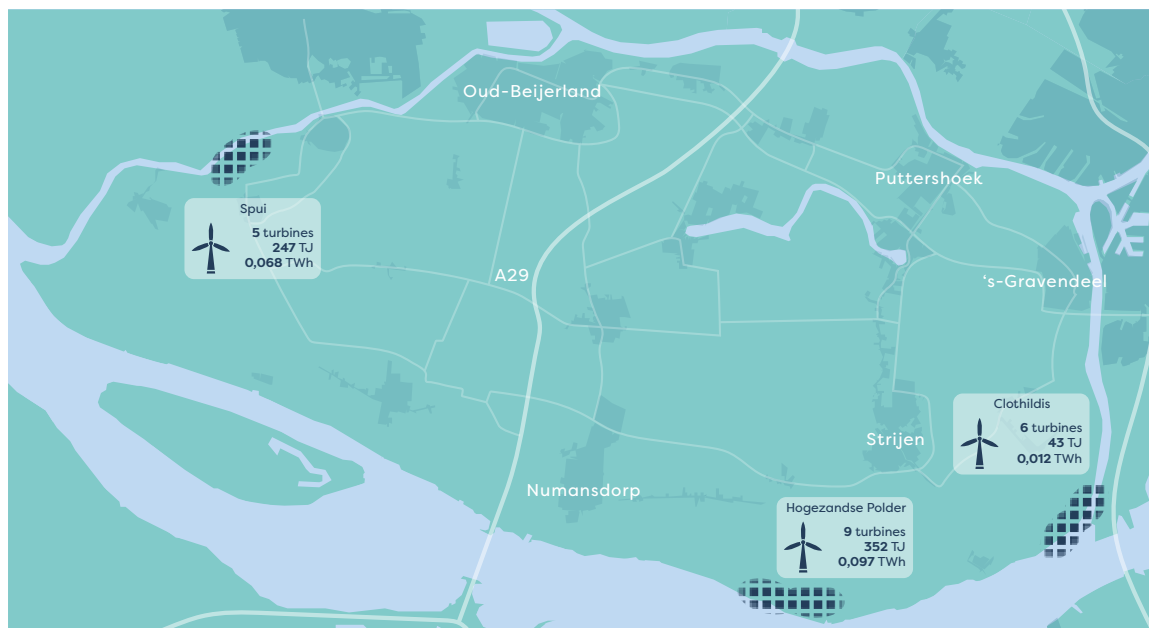 Oud-Beijerland
Puttershoek
Spui
5 turbines
247 TJ
0,068 TWh
A29
‘s-Gravendeel
Clothildis
6 turbines
43 TJ
0,012 TWh
Strijen
Numansdorp
Hogezandse Polder
9 turbines
352 TJ
0,097 TWh